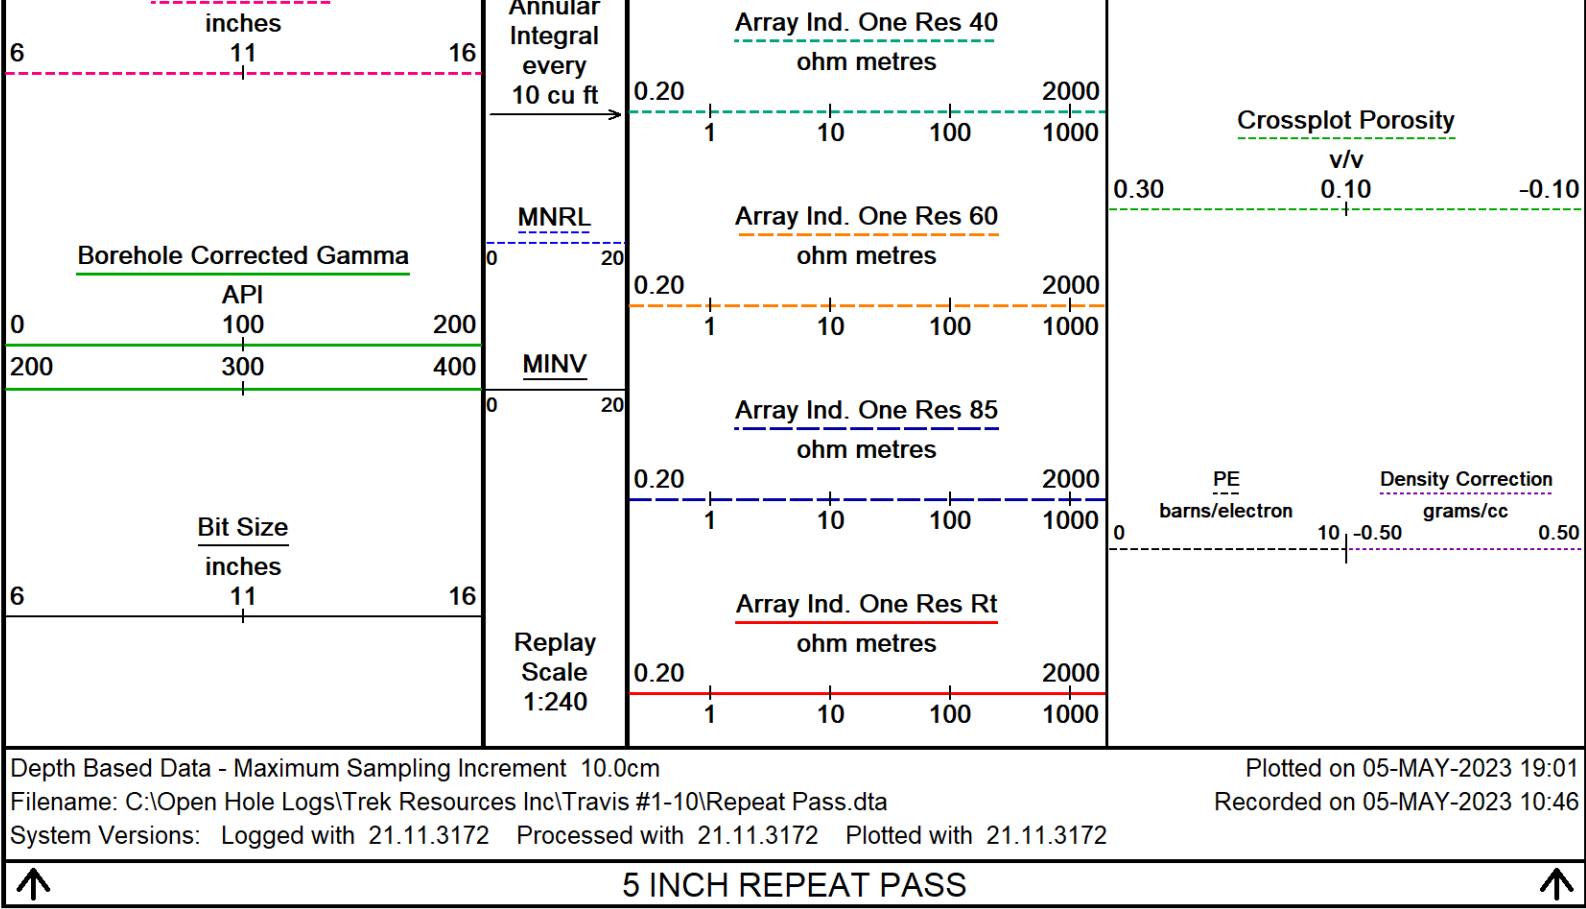 inches
6 11 16
Borehole Corrected Gamma
API
0 100 200
200 300 400
Bit Size
inches
6 11 16
Annular
Integral
every
10 cu ft
MNRL
0 20
MINV
0 20
Replay
Scale
1:240
Array Ind. One Res 40
ohm metres
0.20 2000
1 10 100 1000
Array Ind. One Res 60
ohm metres
0.20 2000
1 10 100 1000
Array Ind. One Res 85
ohm metres
0.20 2000
1 10 100 1000
Array Ind. One Res Rt
ohm metres
0.20 2000
1 10 100 1000
Crossplot Porosity
v/v
0.30 0.10 -0.10
PE
barns/electron
0 10
Density Correction
grams/cc
-0.50 0.50
Depth Based Data - Maximum Sampling Increment 10.0cm
Plotted on 05-MAY-2023 19:01
Filename: C:\Open Hole Logs\Trek Resources Inc\Travis #1-10\Repeat Pass.dta
Recorded on 05-MAY-2023 10:46
System Versions: Logged with 21.11.3172 Processed with 21.11.3172 Plotted with 21.11.3172
5 INCH REPEAT PASS